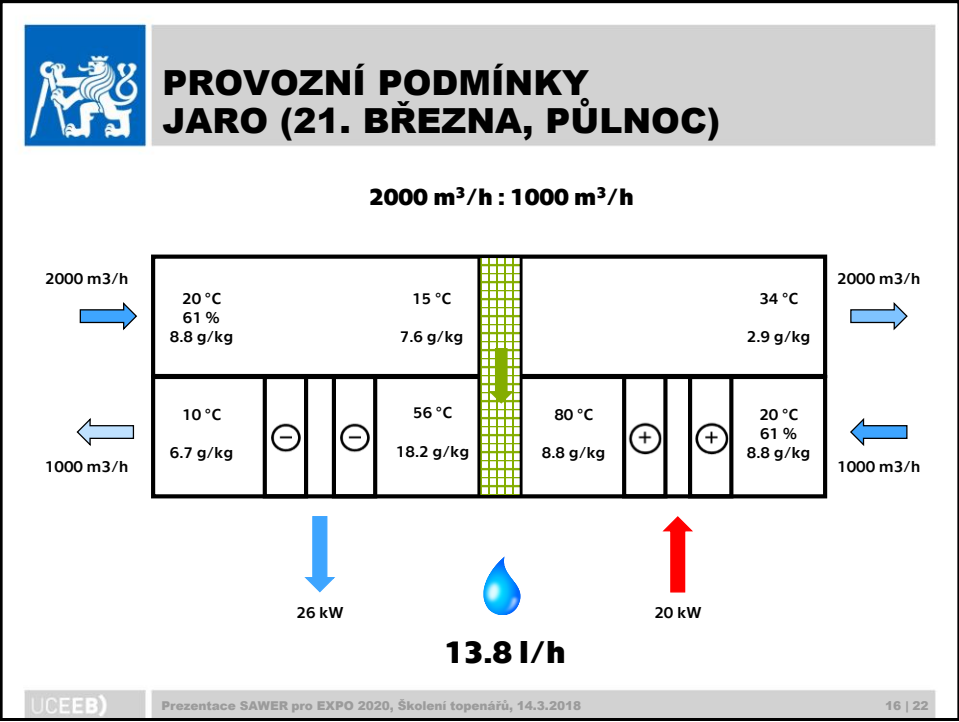 PROVOZNÍ PODMÍNKY
JARO (21. BŘEZNA, PŮLNOC)
2000 m³/h : 1000 m³/h
2000 m3/h
20 °C
61 %
8.8 g/kg
15 °C
7.6 g/kg
34 °C
2.9 g/kg
2000 m3/h
10 °C
6.7 g/kg
56 °C
18.2 g/kg
80 °C
8.8 g/kg
20 °C
61 %
8.8 g/kg
1000 m3/h
1000 m3/h
26 kW
20 kW
13.8 l/h
UCEEB)
Prezentace SAWER pro EXPO 2020, Školení topenářů, 14.3.2018
16 | 22